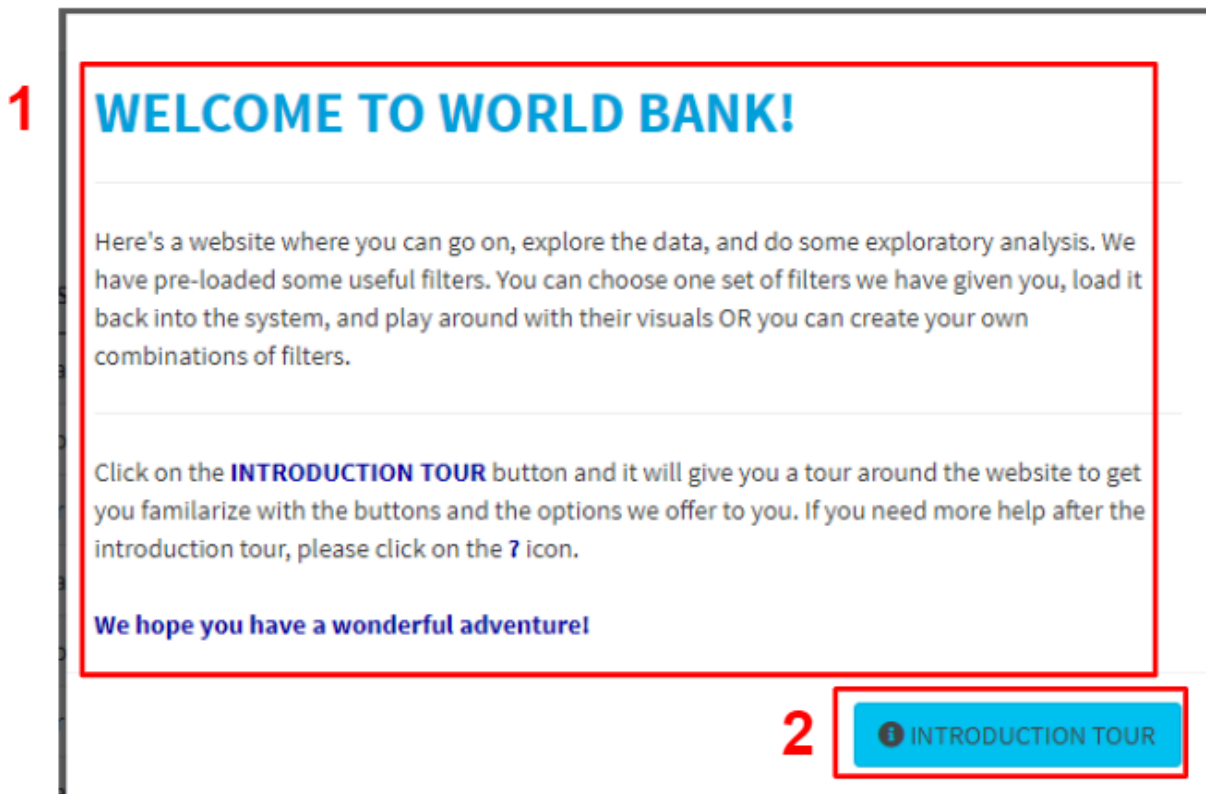 1
WELCOME TO WORLD BANK!
Here's a website where you can go on, explore the data, and do some exploratory analysis. We
have pre-loaded some useful filters. You can choose one set of filters we have given you, load it
back into the system, and play around with their visuals OR you can create your own
combinations of filters.
Click on the INTRODUCTION TOUR button and it will give you a tour around the website to get
you familarize with the buttons and the options we offer to you. If you need more help after the
introduction tour, please click on the ? icon.
We hope you have a wonderful adventure!
2
INTRODUCTION TOUR